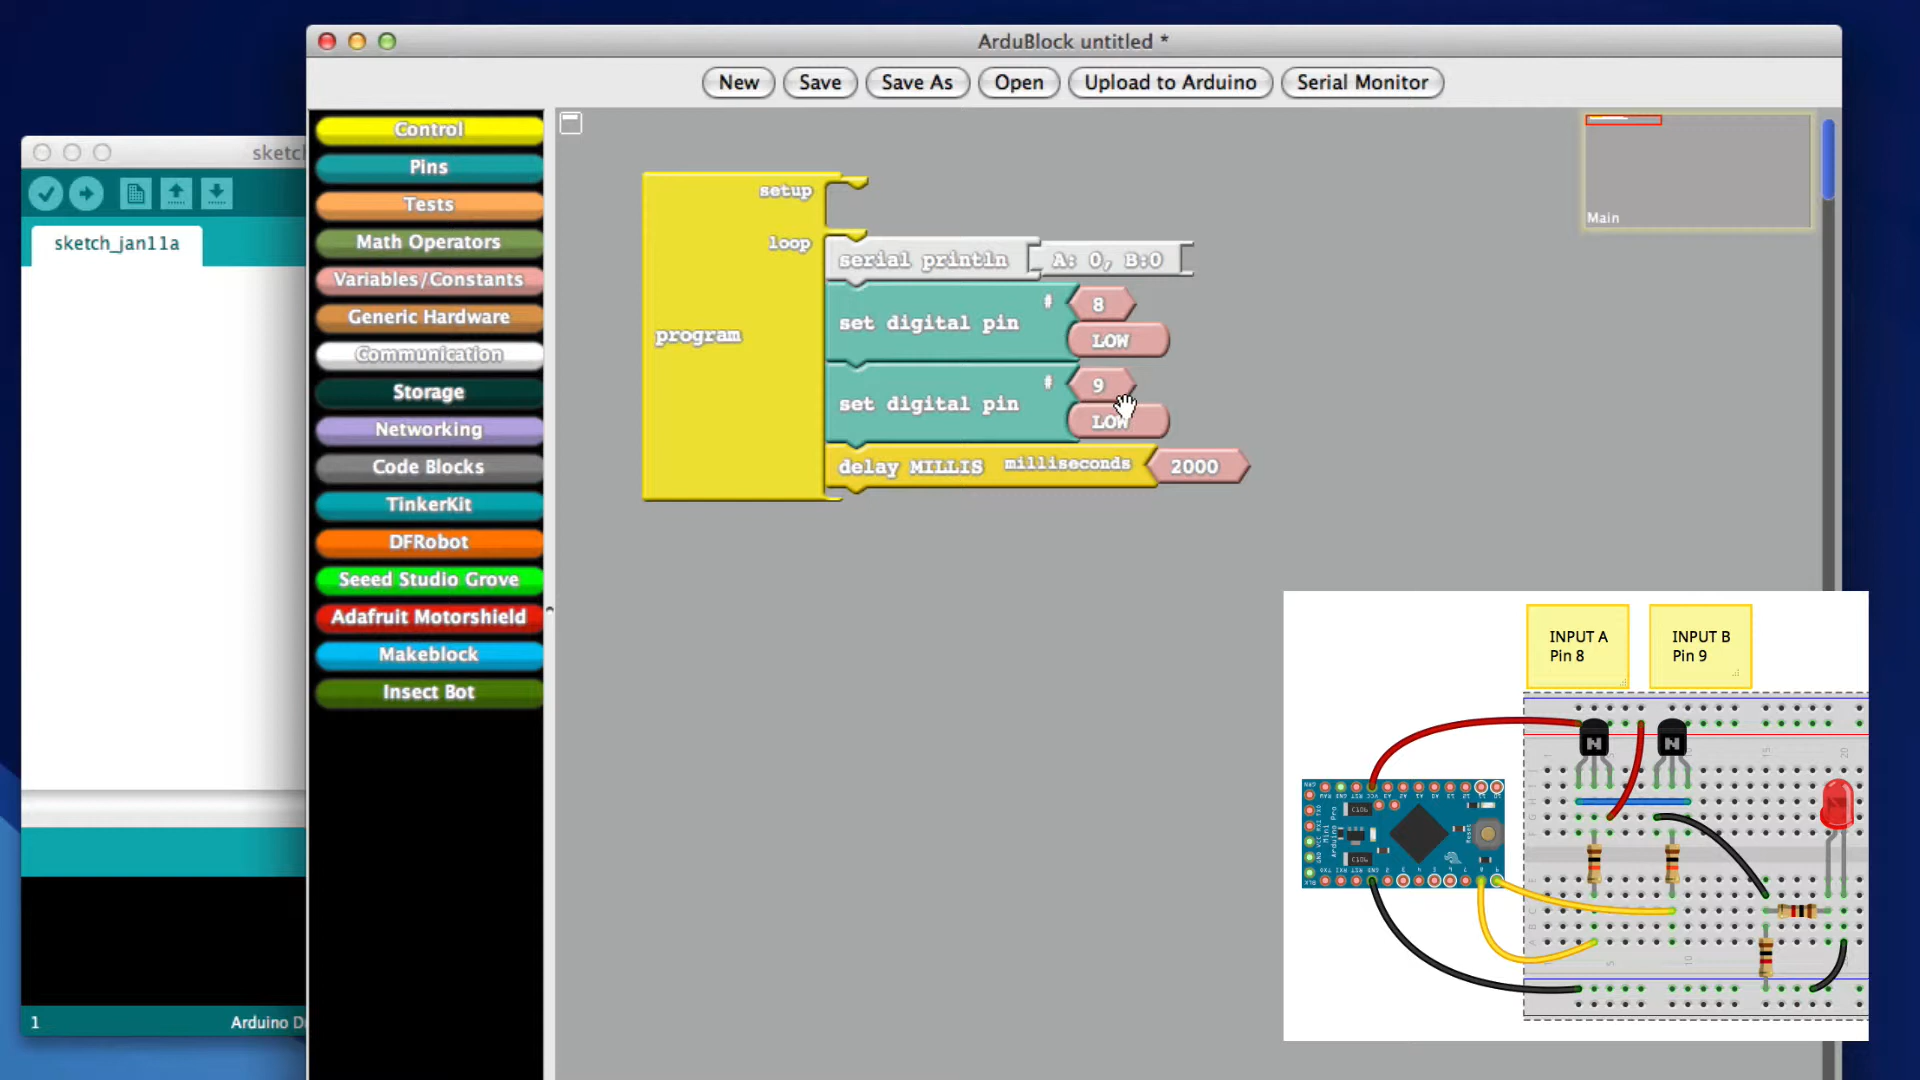 ArduBlock untitled *
New Save Save As Open Upload to Arduino Serial Monitor
Control
Pins
Tests
Math Operators
Variables/Constants
Generic Hardware
Communication
Storage
Networking
Code Blocks
TinkerKit
DFRobot
Seeed Studio Grove
Adafruit Motorshield
Makeblock
Insect Bot
sketch
sketch_jan11a
1
Arduino
setup
loop
program
serial println A: 0, B:0
set digital pin # 8
LOW
set digital pin # 9
LOW
delay MILLIS milliseconds 2000
Main
INPUT A
Pin 8
INPUT B
Pin 9
N
N